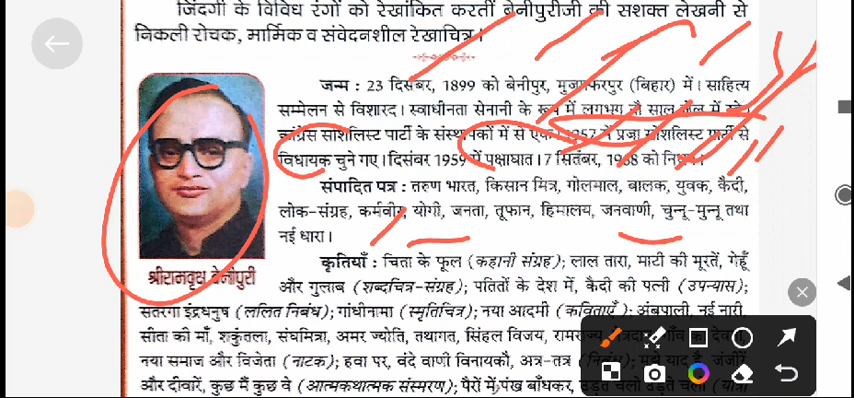 जिंदगी के विविध रंगों को रेखांकित करतीं बेनीपुरीजी की सशक्त लेखनी से
निकली रोचक, मार्मिक व संवेदनशील रेखाचित्र।
जन्म : 23 दिसंबर, 1899 को बेनीपुर, मुजफ्फरपुर (बिहार) में। साहित्य
सम्मेलन से विशारद। स्वाधीनता सेनानी के रूप में लगभग नौ साल जेल में रहे।
कांग्रेस सोशलिस्ट पार्टी के संस्थापकों में से एक। 1957 में प्रजा सोशलिस्ट पार्टी से
विधायक चुने गए। दिसंबर 1959 में पक्षाघात। 7 सितंबर, 1968 को निधन।
संपादित पत्र : तरुण भारत, किसान मित्र, गोलमाल, बालक, युवक, कैदी,
लोक-संग्रह, कर्मवीर, योगी, जनता, तूफान, हिमालय, जनवाणी, चुन्नू-मुन्नू तथा
नई धारा।
श्रीरामवृक्ष बेनीपुरी
कृतियाँ : चिता के फूल (कहानी संग्रह); लाल तारा, माटी की मूरतें, गेहूँ
और गुलाब (शब्दचित्र-संग्रह); पतितों के देश में, कैदी की पत्नी (उपन्यास);
सतरंगा इंद्रधनुष (ललित निबंध); गांधीनामा (स्मृतिचित्र); नया आदमी (कविताएँ); अंबपाली, नई नारी,
सीता की माँ, शकुंतला, संघमित्रा, अमर ज्योति, तथागत, सिंहल विजय,
नया समाज और विजेता (नाटक); हवा पर, वंदे वाणी विनायकौ, अत्र-तत्र
और दीवारें, कुछ मैं कुछ वे (आत्मकथात्मक संस्मरण); पैरों में पंख बाँधकर,